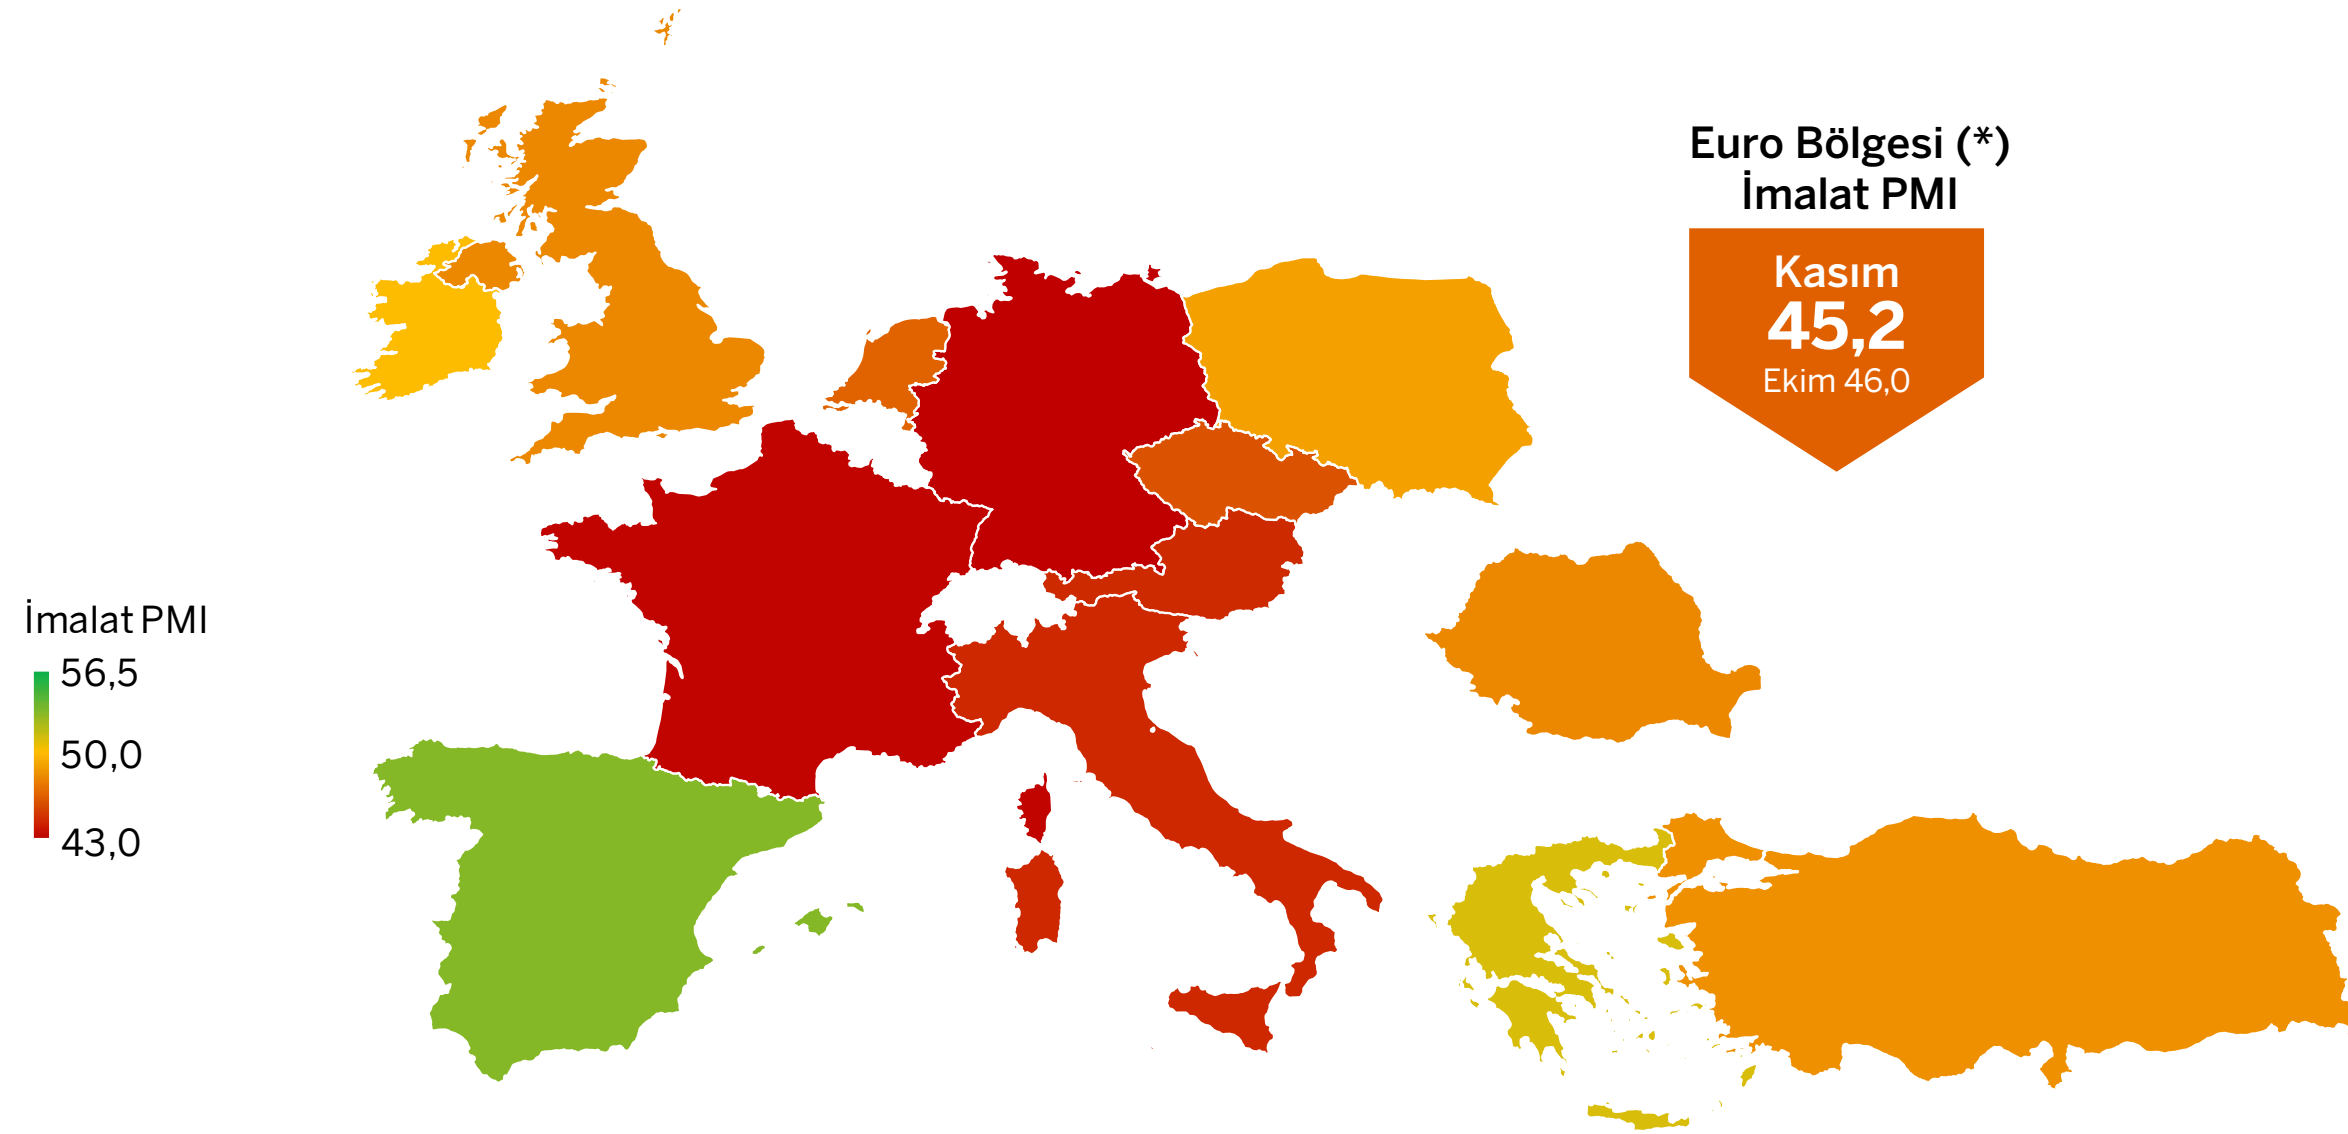 Euro Bölgesi (*)
İmalat PMI
Kasım
45,2
Ekim 46,0
İmalat PMI
56,5
50,0
43,0